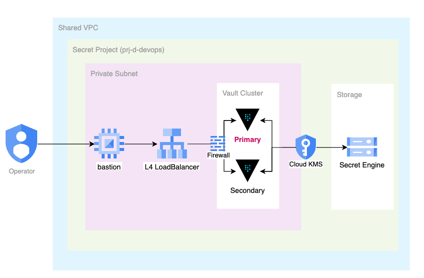 Shared VPC
Secret Project (prj-d-devops)
Private Subnet
Vault Cluster
Storage
Primary
Firewall
Operator
bastion
L4 LoadBalancer
Secondary
Cloud KMS
Secret Engine